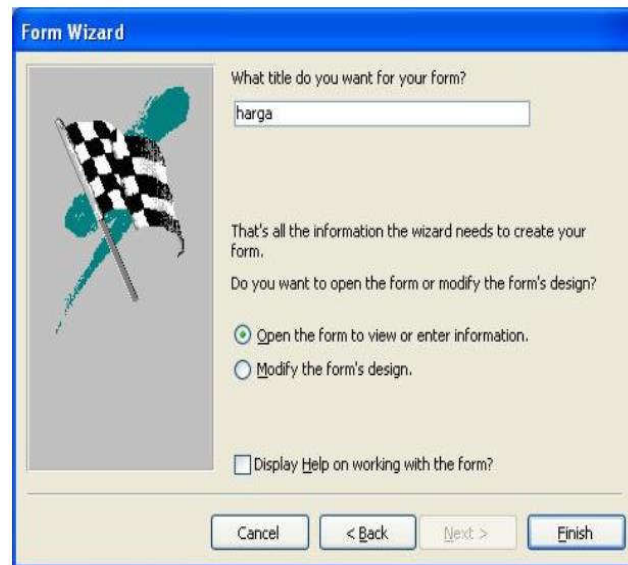 Form Wizard
What title do you want for your form?
harga
That's all the information the wizard needs to create your
form.
Do you want to open the form or modify the form's design?
Open the form to view or enter information.
Modify the form's design.
Display Help on working with the form?
Cancel
< Back
Next >
Finish